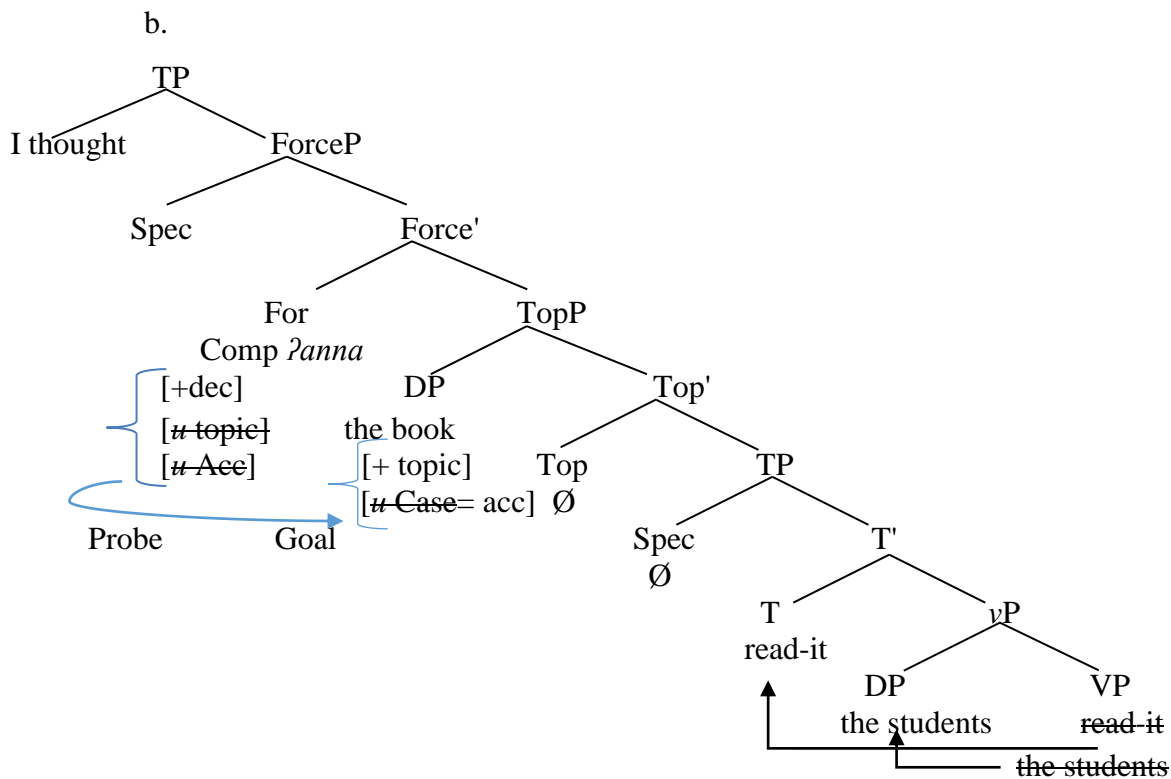 b.
TP
I thought ForceP
Spec Force'
For TopP
Comp ʔanna
[+dec] DP Top'
[u topic] the book
[u Acc] [+ topic] Top TP
[u Case= acc] Ø
Probe Goal Spec T'
Ø
T vP
read-it
DP VP
the students read-it
the students